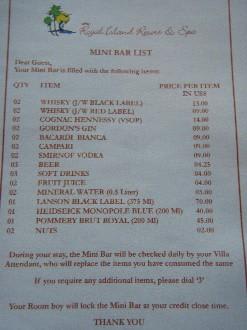 Royal Island Resort & Spa
MINI BAR LIST
Dear Guest,
Your Mini Bar is filled with the following items:
QTY ITEM PRICE PER ITEM
IN US$
02 WHISKY (J/W BLACK LABEL) 13.00
02 WHISKY (J/W RED LABEL) 09.00
02 COGNAC HENNESSY (VSOP) 14.00
02 GORDON'S GIN 09.00
02 BACARDI BIANCA 09.00
02 CAMPARI 09.00
02 SMIRNOF VODKA 09.00
03 BEER 04.25
03 SOFT DRINKS 04.00
02 FRUIT JUICE 04.00
02 MINERAL WATER (0.5 Liter) 03.00
01 LANSON BLACK LABEL (375 Ml) 70.00
01 HEIDSEICK MONOPOLE BLUE (200 Ml) 40.00
01 POMMERY BRUT ROYAL (200 Ml) 45.00
02 NUTS 02.00
During your stay, the Mini Bar will be checked daily by your Villa
Attendant, who will replace the items you have consumed the same
If you require any additional items, please dial '3'
Your Room boy will lock the Mini Bar at your credit close time.
THANK YOU